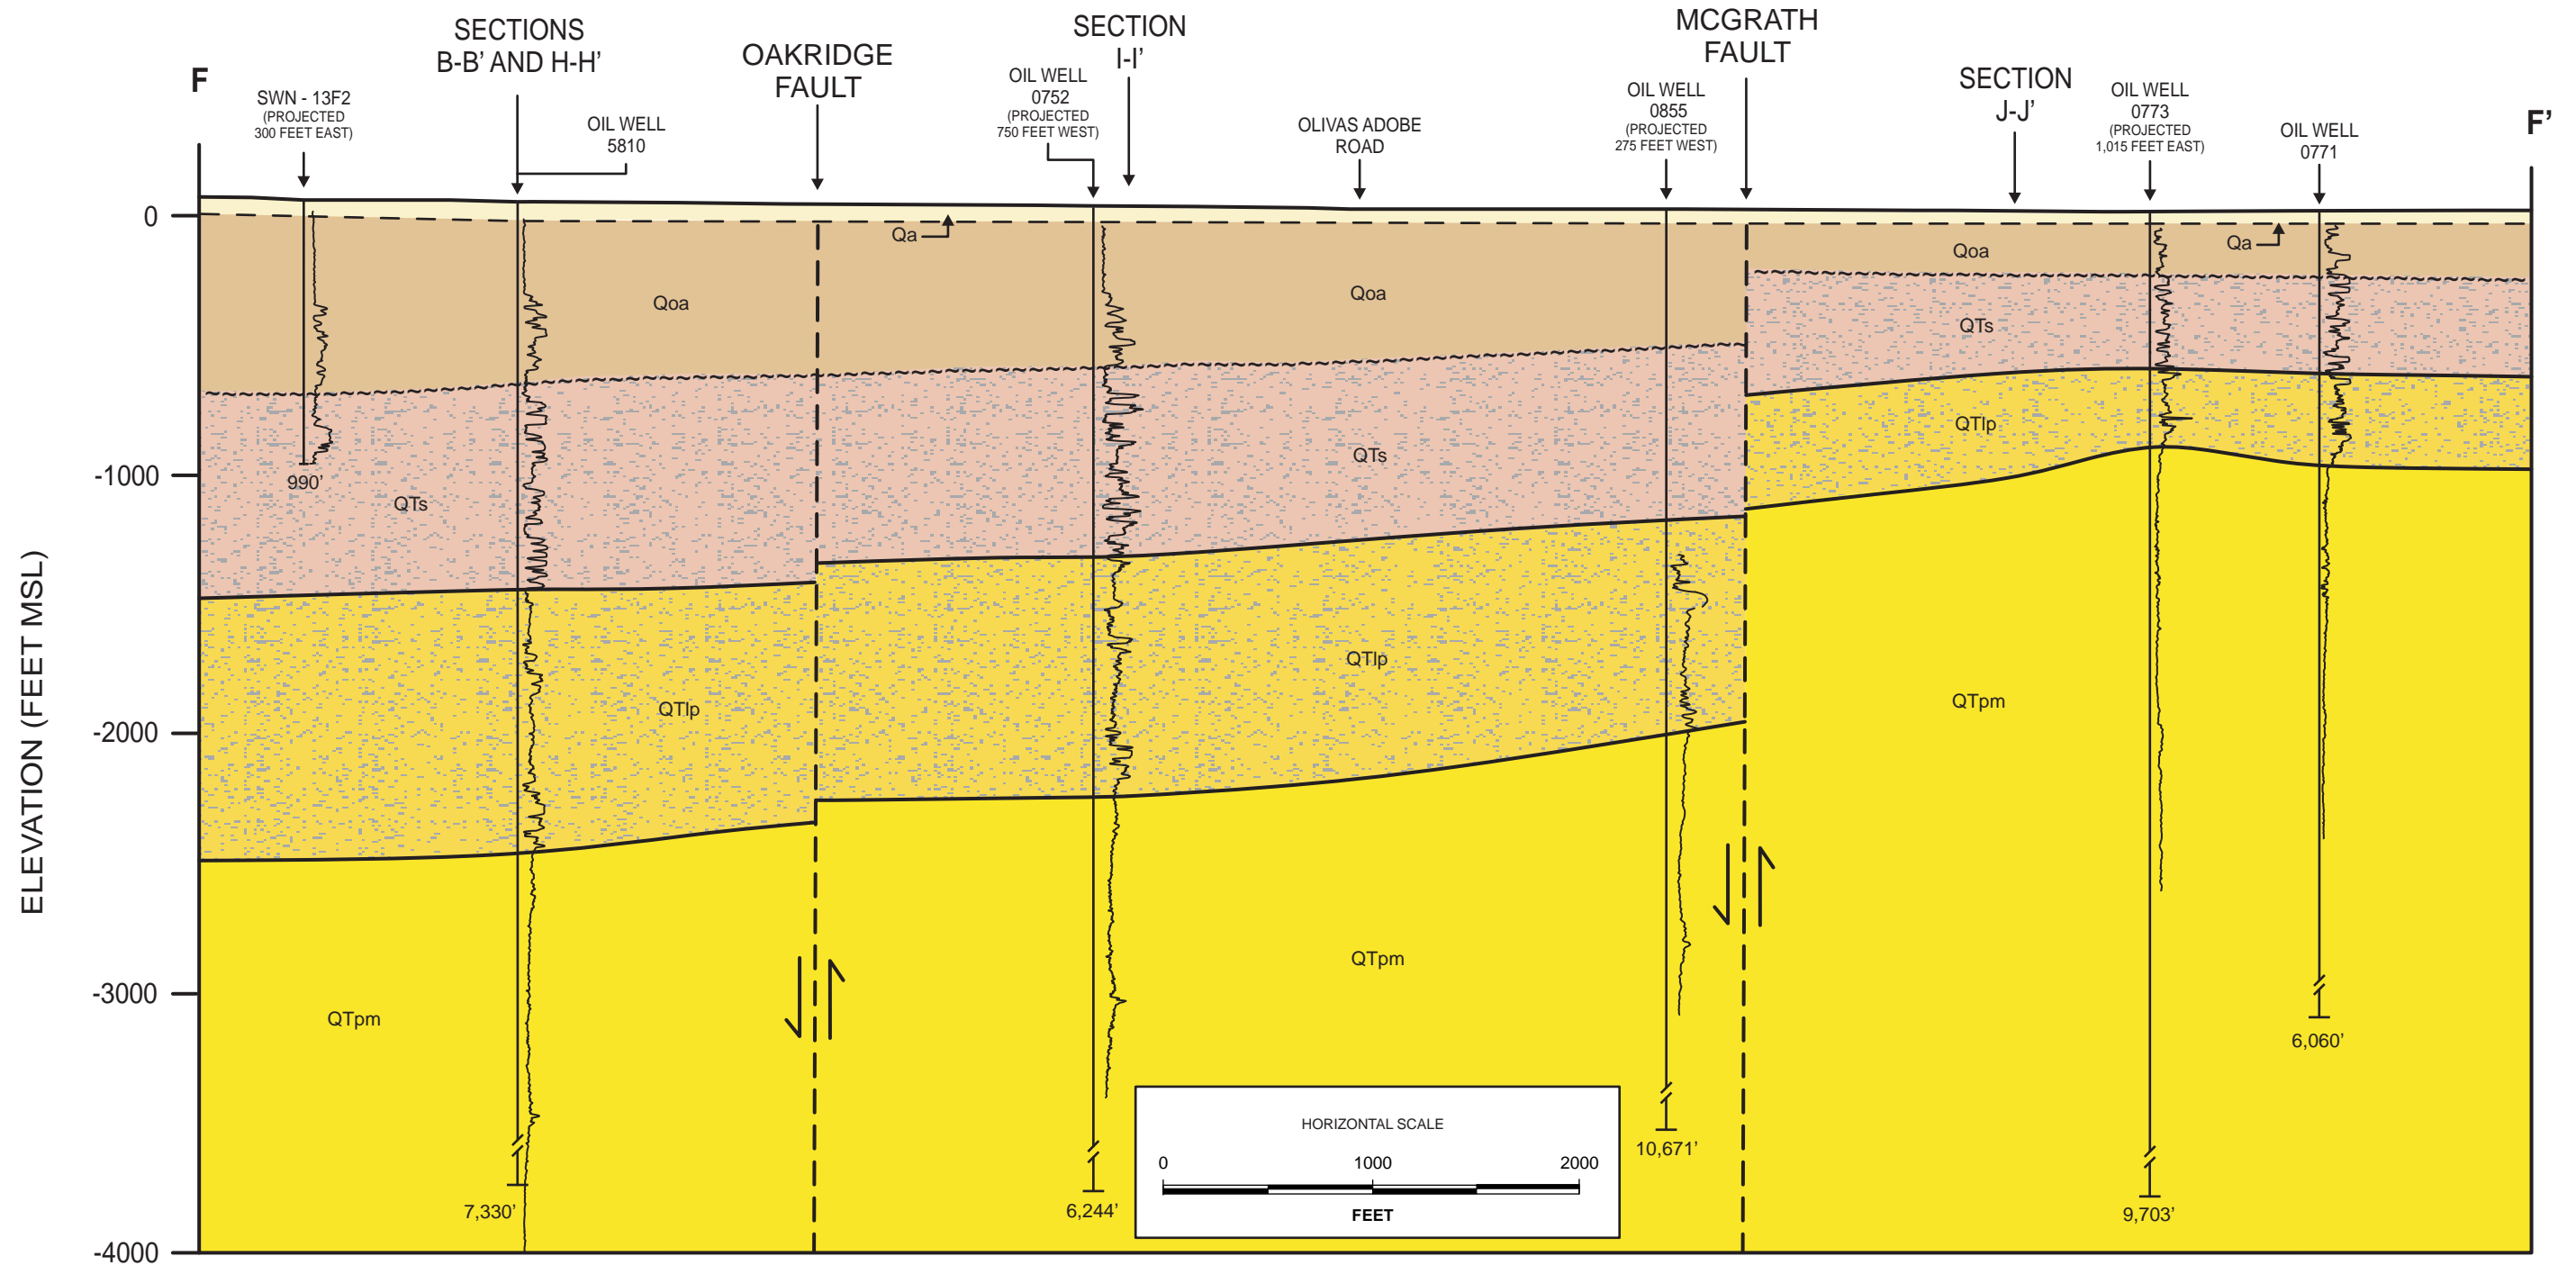 F
SWN - 13F2
(PROJECTED
300 FEET EAST)
SECTIONS
B-B’ AND H-H’
OIL WELL
5810
OAKRIDGE
FAULT
OIL WELL
0752
(PROJECTED
750 FEET WEST)
SECTION
I-I’
OLIVAS ADOBE
ROAD
OIL WELL
0855
(PROJECTED
275 FEET WEST)
MCGRATH
FAULT
SECTION
J-J’
OIL WELL
0773
(PROJECTED
1,015 FEET EAST)
OIL WELL
0771
F’
ELEVATION (FEET MSL)
0
-1000
-2000
-3000
-4000
Qa
Qa
Qoa
Qoa
Qoa
QTs
QTs
QTs
QTlp
QTlp
QTlp
QTpm
QTpm
QTpm
990’
7,330’
6,244’
10,671’
9,703’
6,060’
HORIZONTAL SCALE
0 1000 2000
FEET